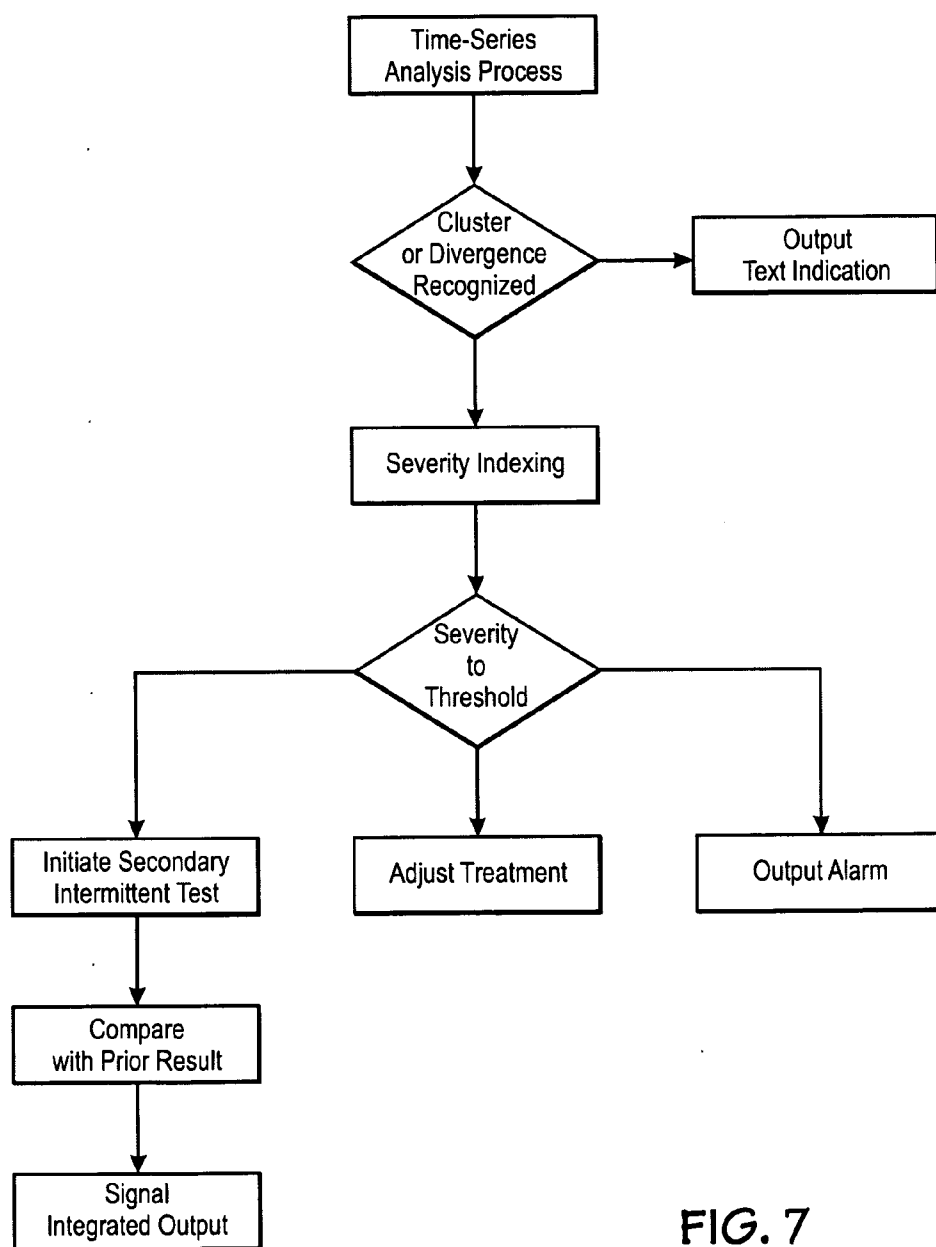 Time-Series
Analysis Process
Cluster
or Divergence
Recognized
Output
Text Indication
Severity Indexing
Severity
to
Threshold
Initiate Secondary
Intermittent Test
Adjust Treatment
Output Alarm
Compare
with Prior Result
Signal
Integrated Output
FIG. 7